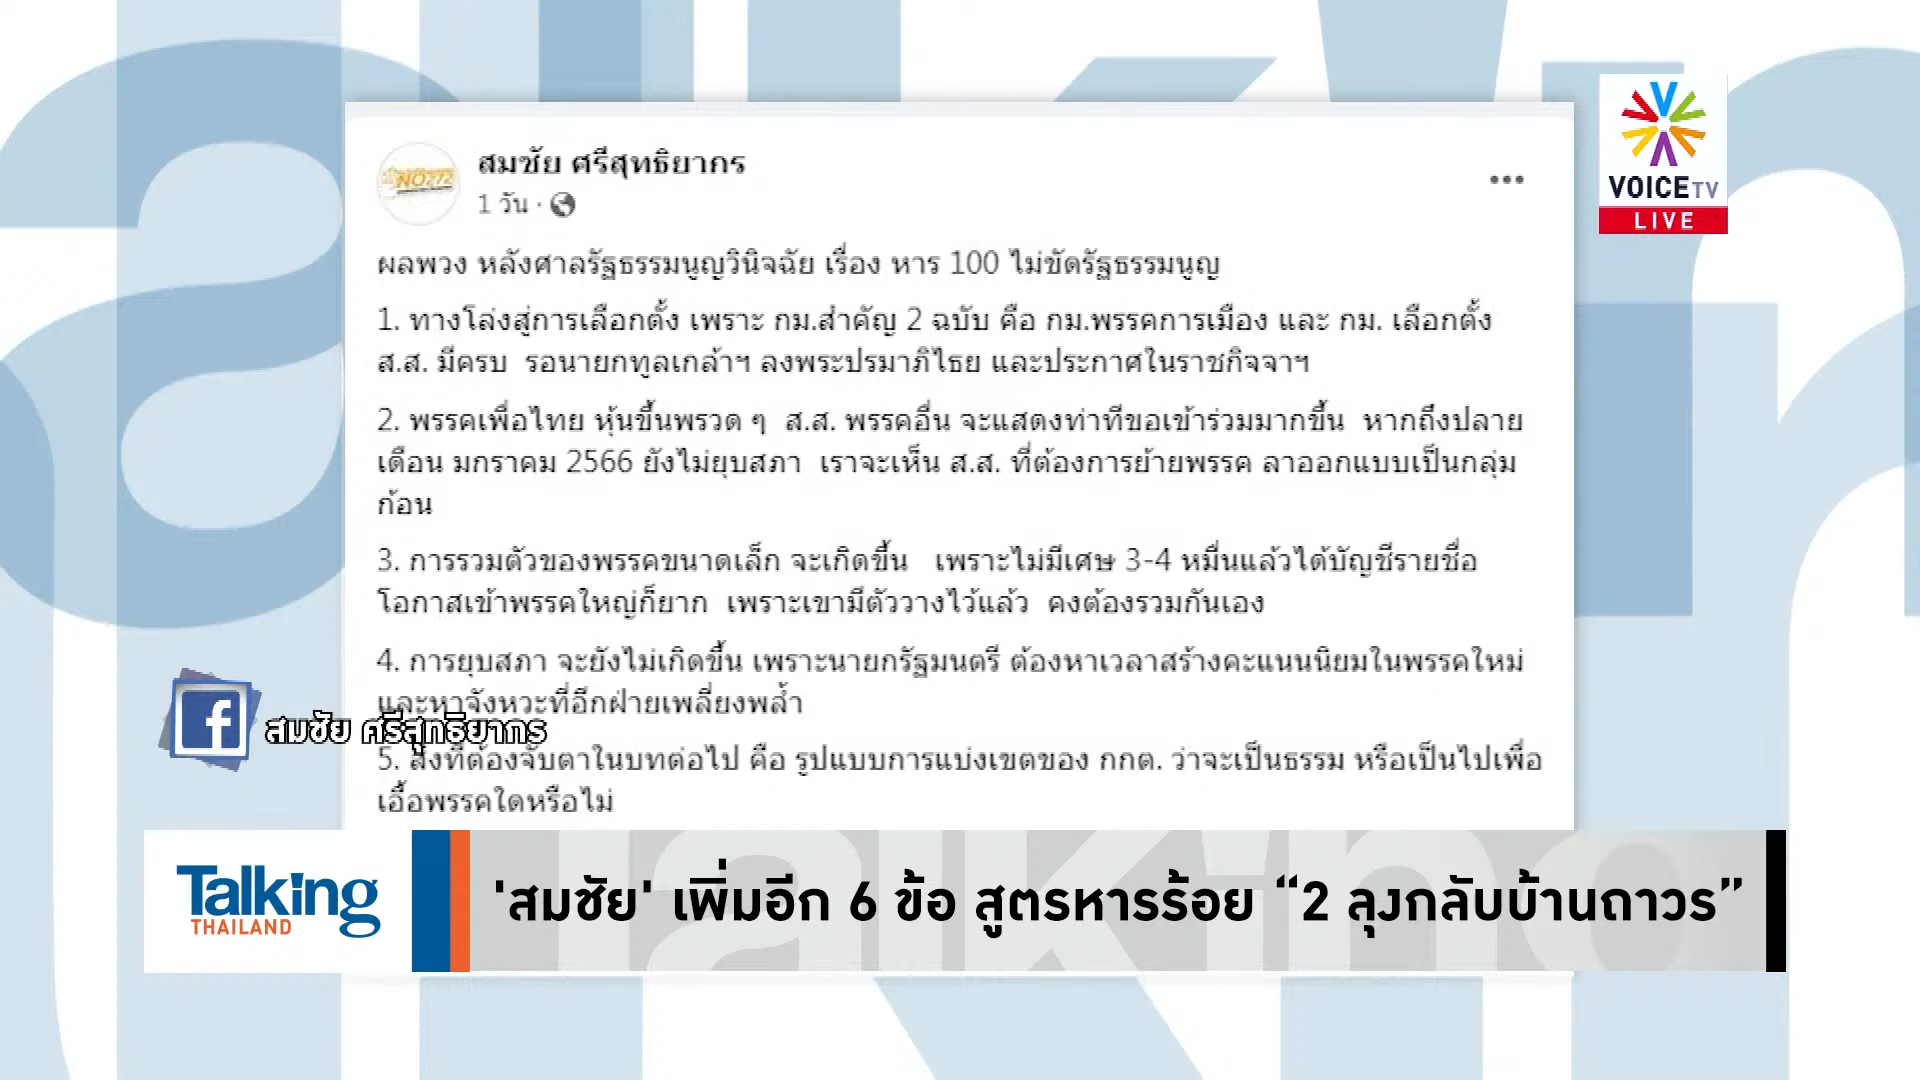 VOICETV
LIVE
NO272
สมชัย ศรีสุทธิยากร
1 วัน ·
ผลพวง หลังศาลรัฐธรรมนูญวินิจฉัย เรื่อง หาร 100 ไม่ขัดรัฐธรรมนูญ
1. ทางโล่งสู่การเลือกตั้ง เพราะ กม.สำคัญ 2 ฉบับ คือ กม.พรรคการเมือง และ กม. เลือกตั้ง
ส.ส. มีครบ รอนายกทูลเกล้าฯ ลงพระปรมาภิไธย และประกาศในราชกิจจาฯ
2. พรรคเพื่อไทย หุ้นขึ้นพรวด ๆ ส.ส. พรรคอื่น จะแสดงท่าทีขอเข้าร่วมมากขึ้น หากถึงปลาย
เดือน มกราคม 2566 ยังไม่ยุบสภา เราจะเห็น ส.ส. ที่ต้องการย้ายพรรค ลาออกแบบเป็นกลุ่ม
ก้อน
3. การรวมตัวของพรรคขนาดเล็ก จะเกิดขึ้น เพราะไม่มีเศษ 3-4 หมื่นแล้วได้บัญชีรายชื่อ
โอกาสเข้าพรรคใหญ่ก็ยาก เพราะเขามีตัววางไว้แล้ว คงต้องรวมกันเอง
4. การยุบสภา จะยังไม่เกิดขึ้น เพราะนายกรัฐมนตรี ต้องหาเวลาสร้างคะแนนนิยมในพรรคใหม่
และหาจังหวะที่อีกฝ่ายเพลี่ยงพล้ำ
สมชัย ศรีสุทธิยากร
5. สิ่งที่ต้องจับตาในบทต่อไป คือ รูปแบบการแบ่งเขตของ กกต. ว่าจะเป็นธรรม หรือเป็นไปเพื่อ
เอื้อพรรคใดหรือไม่
Talking
THAILAND
'สมชัย' เพิ่มอีก 6 ข้อ สูตรหารร้อย “2 ลุงกลับบ้านถาวร”